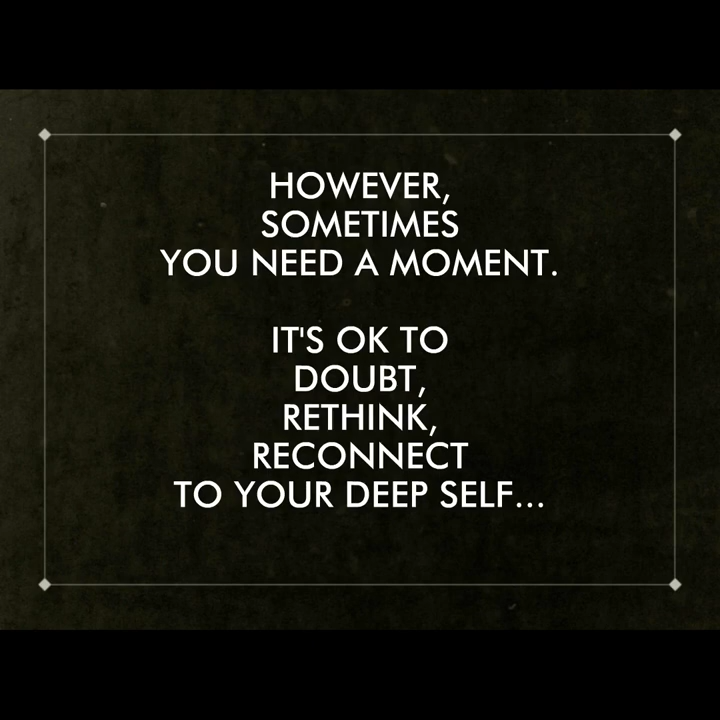 HOWEVER,
SOMETIMES
YOU NEED A MOMENT.
IT'S OK TO
DOUBT,
RETHINK,
RECONNECT
TO YOUR DEEP SELF...